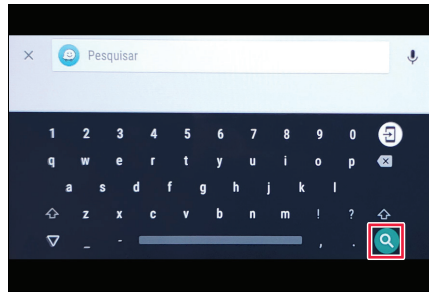 Pesquisar
1 2 3 4 5 6 7 8 9 0
q w e r t y u i o p
a s d f g h j k l
z x c v b n m ! ?
_ - , .